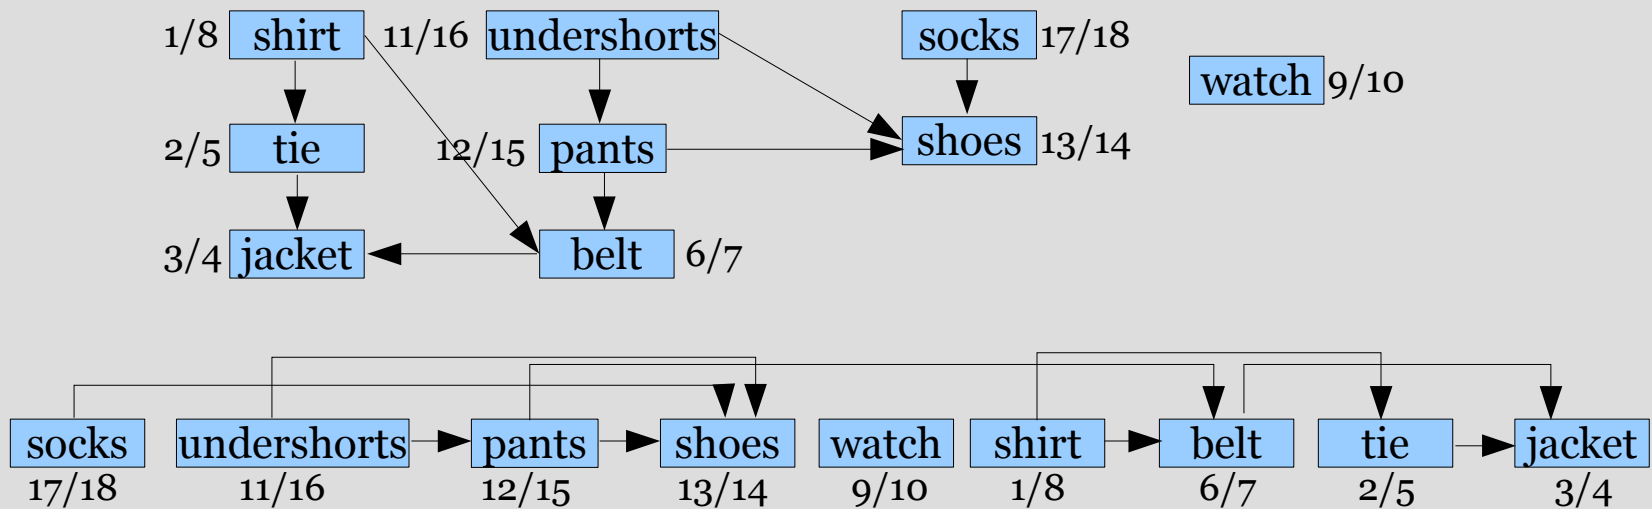 1/8 shirt 11/16 undershorts socks 17/18
watch 9/10
2/5 tie 12/15 pants shoes 13/14
3/4 jacket belt 6/7
socks undershorts pants shoes watch shirt belt tie jacket
17/18 11/16 12/15 13/14 9/10 1/8 6/7 2/5 3/4